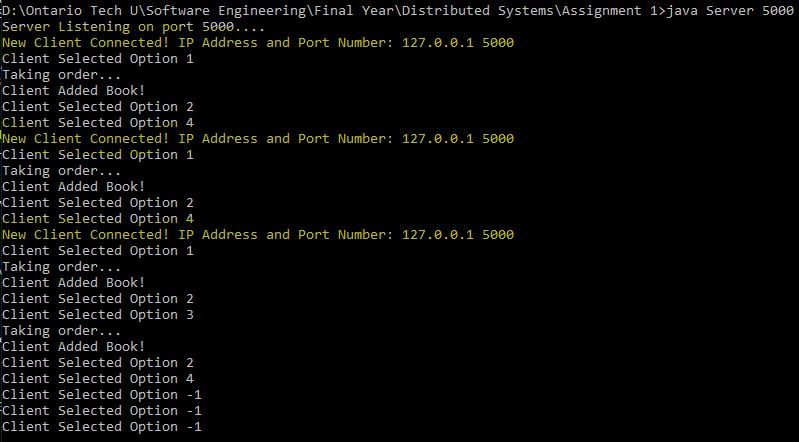 D:\Ontario Tech U\Software Engineering\Final Year\Distributed Systems\Assignment 1>java Server 5000
Server Listening on port 5000....
New Client Connected! IP Address and Port Number: 127.0.0.1 5000
Client Selected Option 1
Taking order...
Client Added Book!
Client Selected Option 2
Client Selected Option 4
New Client Connected! IP Address and Port Number: 127.0.0.1 5000
Client Selected Option 1
Taking order...
Client Added Book!
Client Selected Option 2
Client Selected Option 4
New Client Connected! IP Address and Port Number: 127.0.0.1 5000
Client Selected Option 1
Taking order...
Client Added Book!
Client Selected Option 2
Client Selected Option 3
Taking order...
Client Added Book!
Client Selected Option 2
Client Selected Option 4
Client Selected Option -1
Client Selected Option -1
Client Selected Option -1